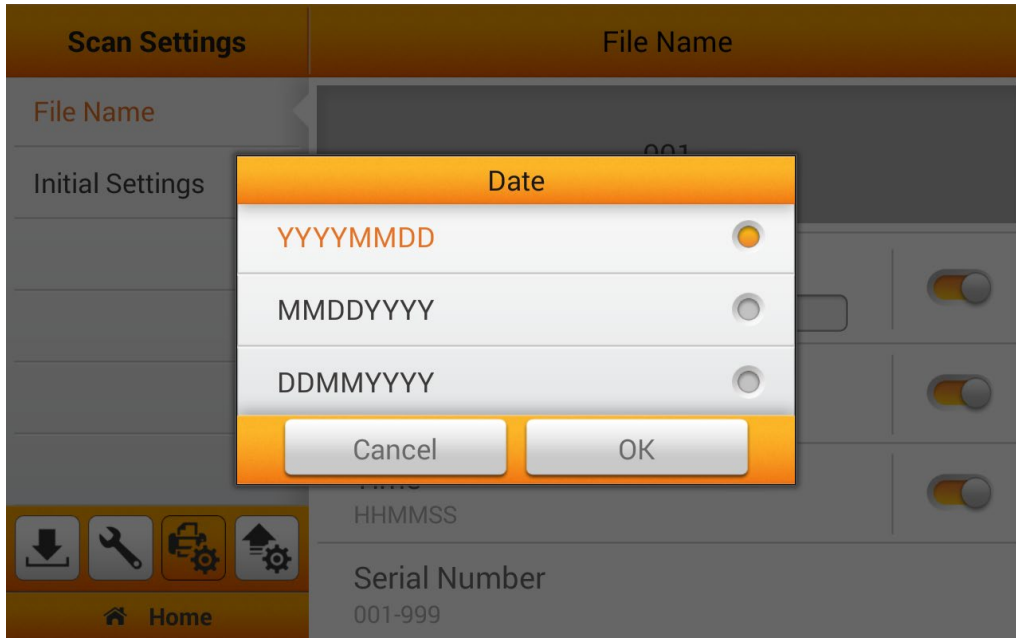 Scan Settings
File Name
File Name
Initial Settings
Date
YYYYMMDD
MMDDYYYY
DDMMYYYY
Cancel
OK
HHMMSS
Serial Number
001-999
Home